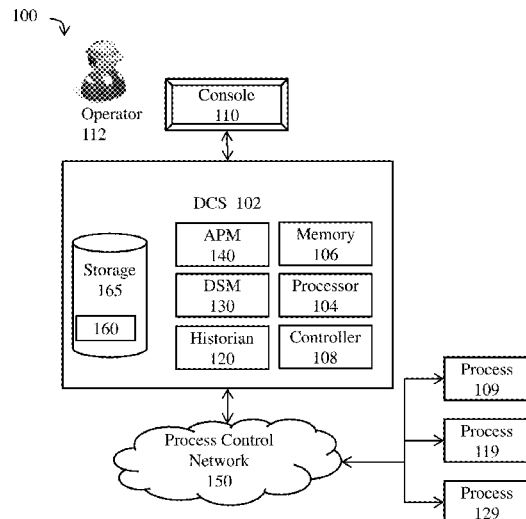 100
Operator
112
Console
110
DCS 102
Storage
165
160
APM
140
Memory
106
DSM
130
Processor
104
Historian
120
Controller
108
Process Control
Network
150
Process
109
Process
119
Process
129